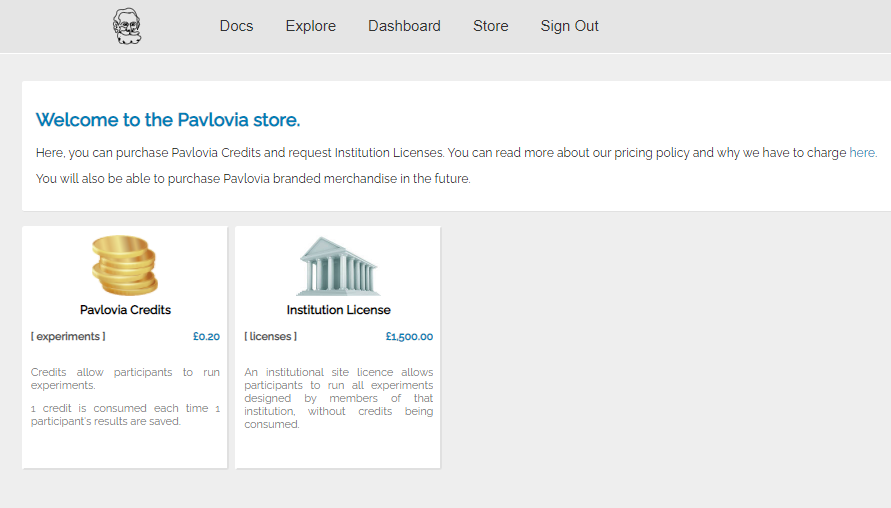 Docs Explore Dashboard Store Sign Out
Welcome to the Pavlovia store.
Here, you can purchase Pavlovia Credits and request Institution Licenses. You can read more about our pricing policy and why we have to charge here.
You will also be able to purchase Pavlovia branded merchandise in the future.
Pavlovia Credits
[ experiments ] £0.20
Credits allow participants to run
experiments.
1 credit is consumed each time 1
participant's results are saved.
Institution License
[ licenses ] £1,500.00
An institutional site licence allows
participants to run all experiments
designed by members of that
institution, without credits being
consumed.